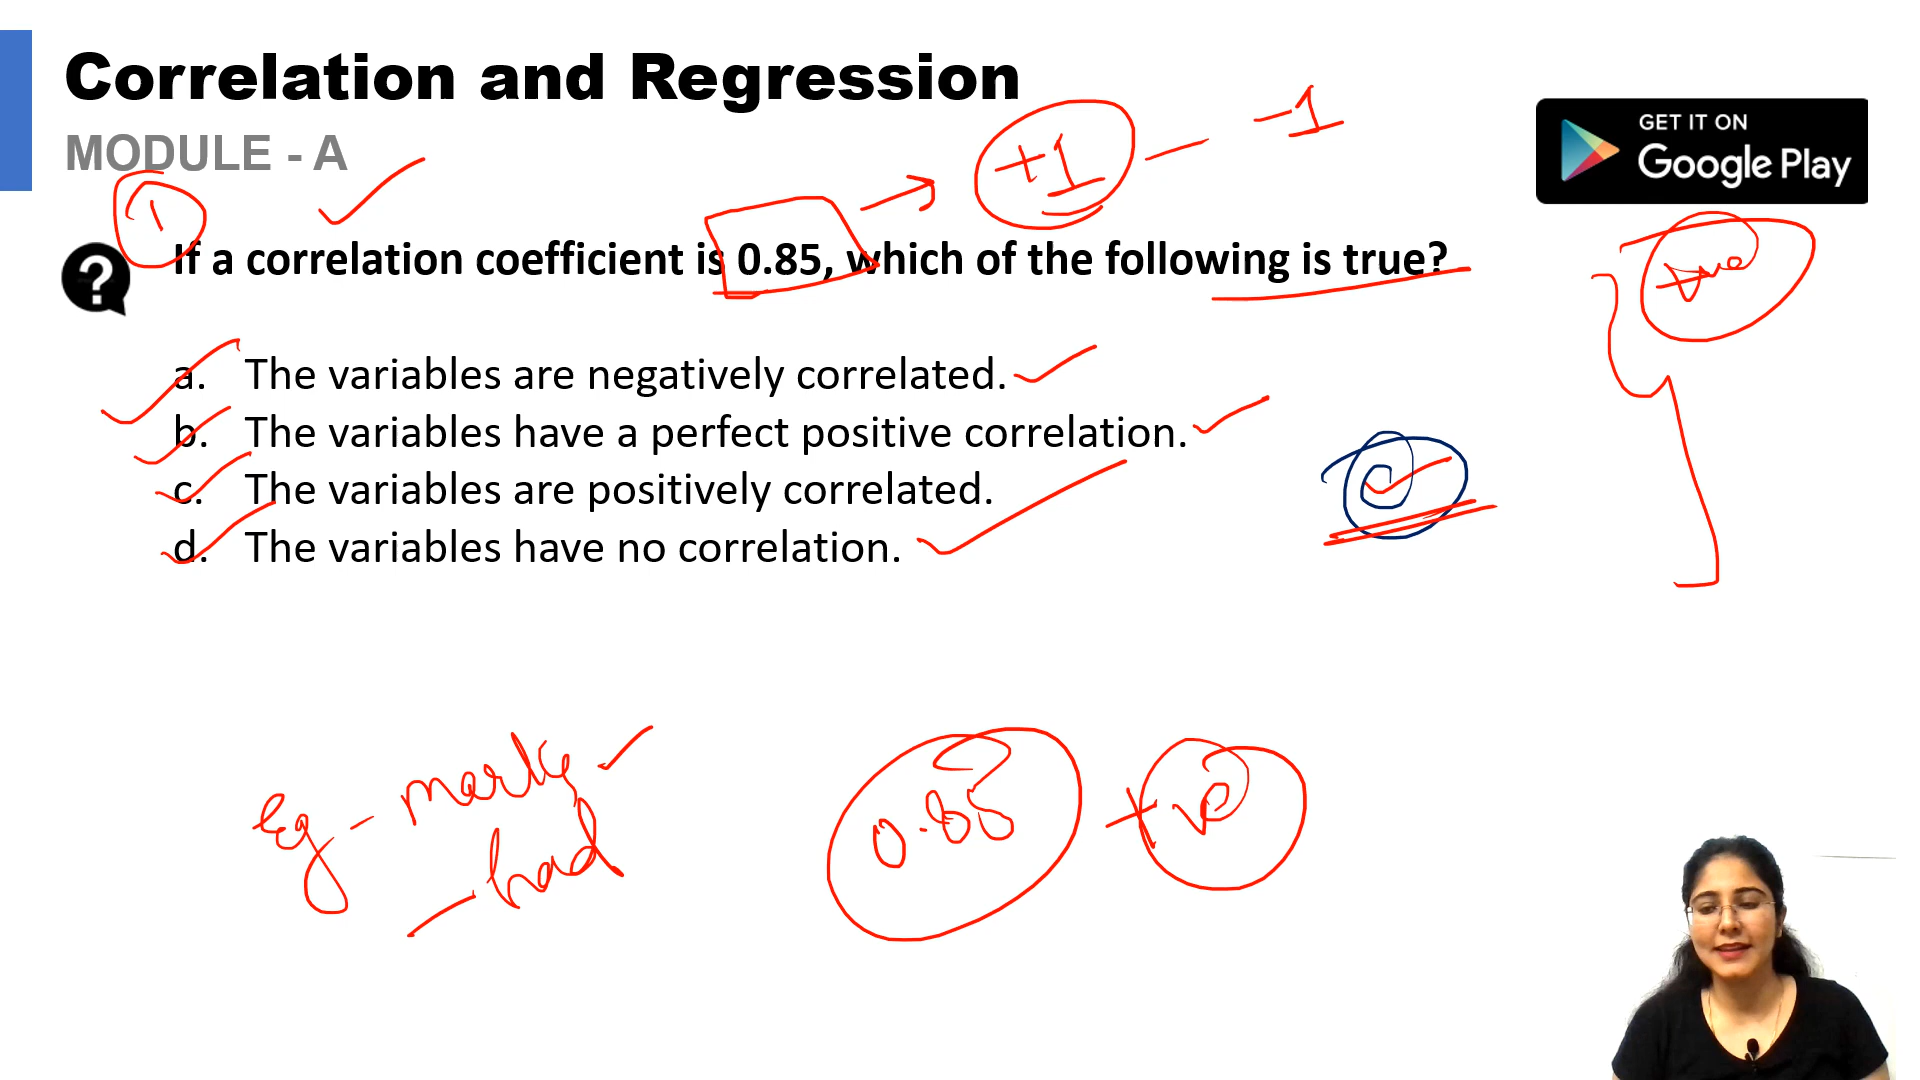 Correlation and Regression
MODULE - A
GET IT ON
Google Play
+1 — -1
1
If a correlation coefficient is 0.85, which of the following is true?
true
a. The variables are negatively correlated.
b. The variables have a perfect positive correlation.
c. The variables are positively correlated.
d. The variables have no correlation.
c
Eg - marks
0.85 +ve